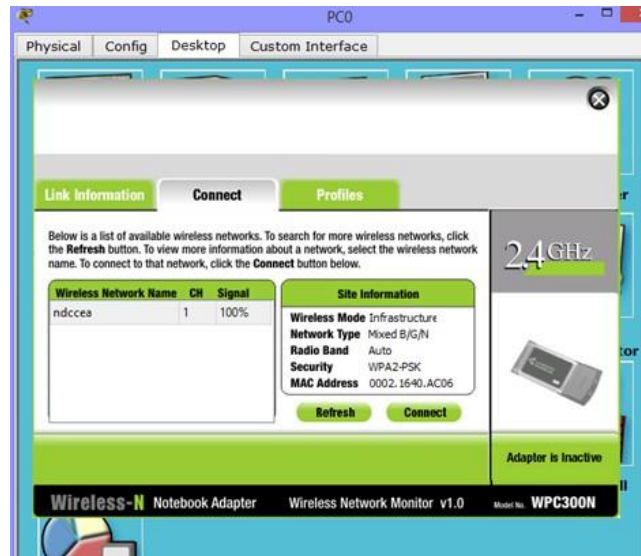 PC0
Physical Config Desktop Custom Interface
Link Information Connect Profiles
Below is a list of available wireless networks. To search for more wireless networks, click
the Refresh button. To view more information about a network, select the wireless network
name. To connect to that network, click the Connect button below.
2.4GHz
Wireless Network Name CH Signal
ndccea 1 100%
Site Information
Wireless Mode Infrastructure
Network Type Mixed B/G/N
Radio Band Auto
Security WPA2-PSK
MAC Address 0002.1640.AC06
Refresh Connect
Adapter is Inactive
Wireless-N Notebook Adapter Wireless Network Monitor v1.0 Model No. WPC300N